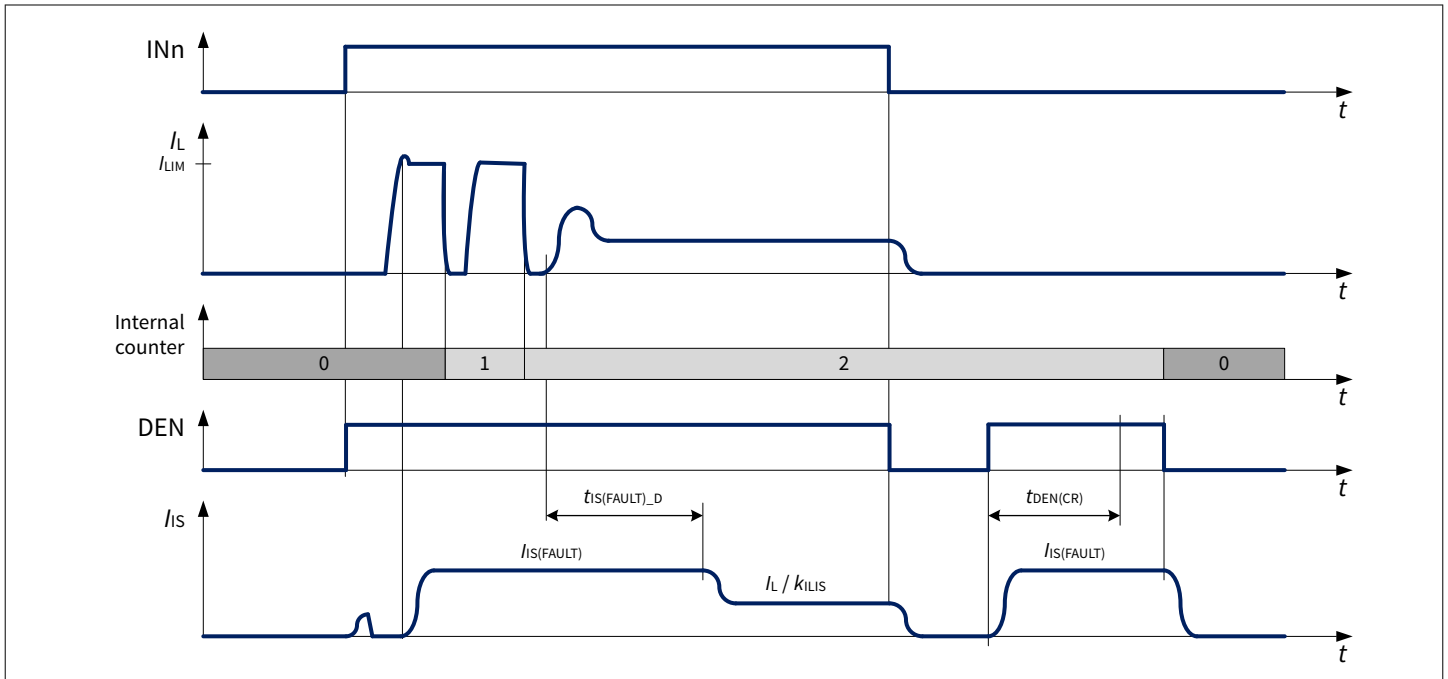 INn
t
IL
ILIM
t
Internal
counter
0 1 2 0
t
DEN
t
tIS(FAULT)_D tDEN(CR)
IIS
IIS(FAULT) IIS(FAULT)
IL / kILIS
t